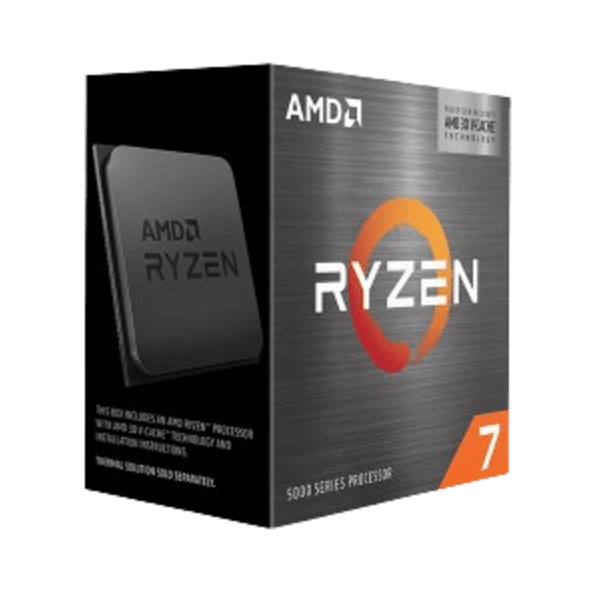 AMD
RYZEN
THIS BOX INCLUDES AN AMD RYZEN™ PROCESSOR
WITH AMD 3D V-CACHE™ TECHNOLOGY AND
INSTALLATION INSTRUCTIONS.
THERMAL SOLUTION SOLD SEPARATELY.
AMD
AMD 3D V-CACHE
TECHNOLOGY
RYZEN
7
5000 SERIES PROCESSOR